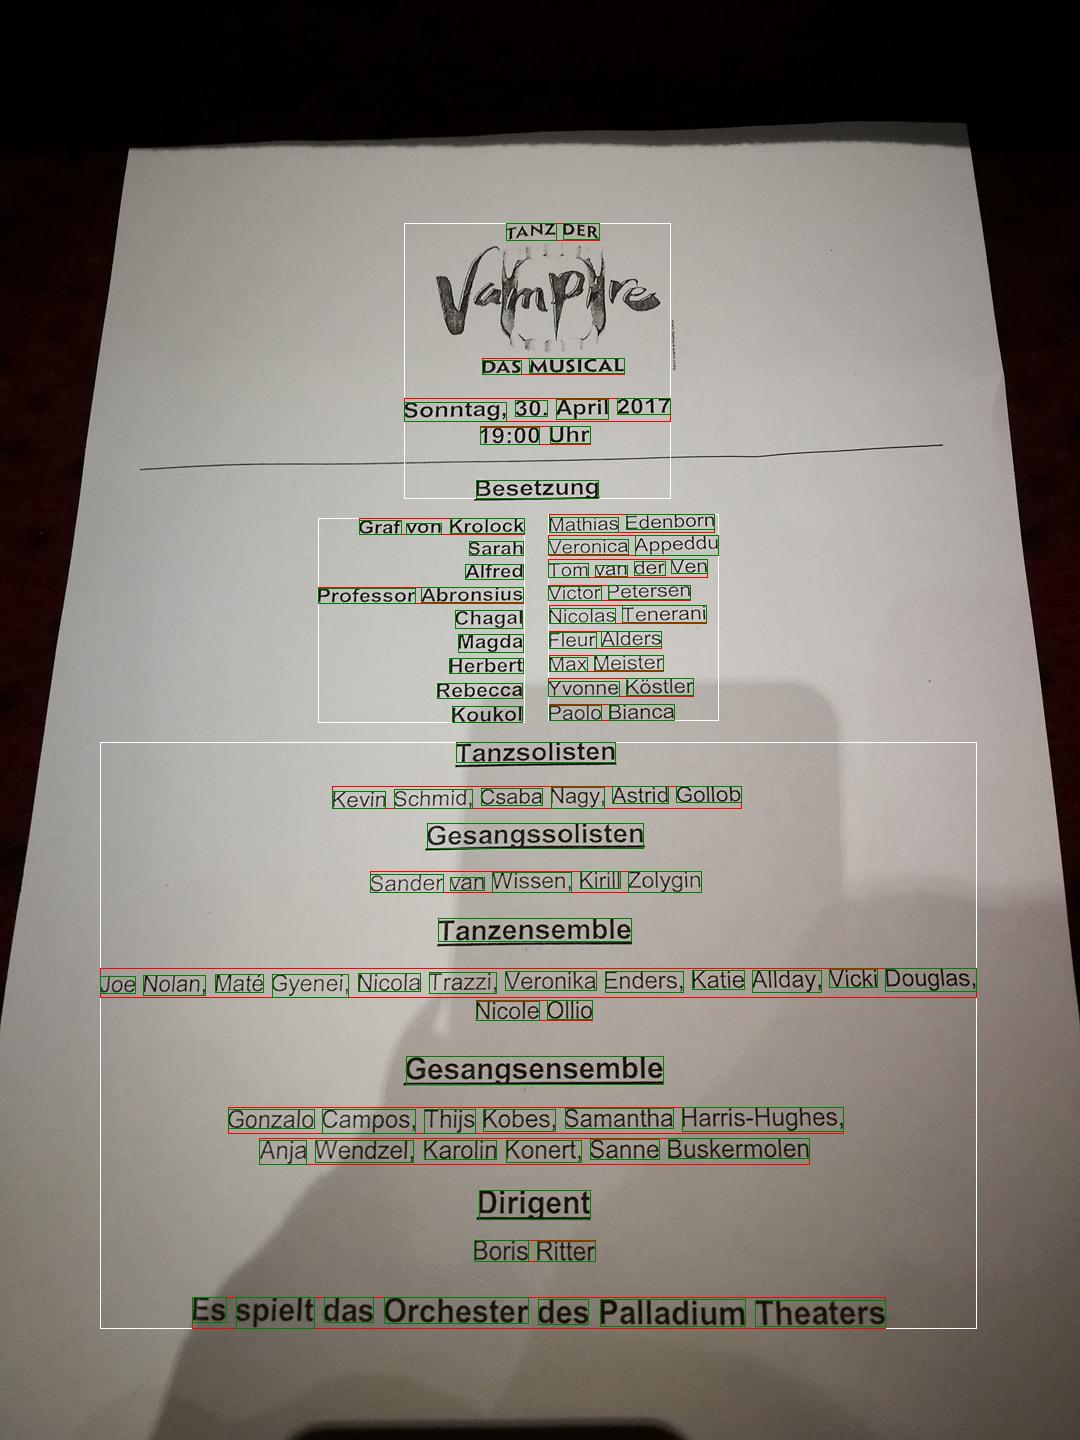 TANZ DER
Vampire
DAS MUSICAL
Sonntag, 30. April 2017
19:00 Uhr
Besetzung
Graf von Krolock Mathias Edenborn
Sarah Veronica Appeddu
Alfred Tom van der Ven
Professor Abronsius Victor Petersen
Chagal Nicolas Tenerani
Magda Fleur Alders
Herbert Max Meister
Rebecca Yvonne Köstler
Koukol Paolo Bianca
Tanzsolisten
Kevin Schmid, Csaba Nagy, Astrid Gollob
Gesangssolisten
Sander van Wissen, Kirill Zolygin
Tanzensemble
Joe Nolan, Maté Gyenei, Nicola Trazzi, Veronika Enders, Katie Allday, Vicki Douglas,
Nicole Ollio
Gesangsensemble
Gonzalo Campos, Thijs Kobes, Samantha Harris-Hughes,
Anja Wendzel, Karolin Konert, Sanne Buskermolen
Dirigent
Boris Ritter
Es spielt das Orchester des Palladium Theaters